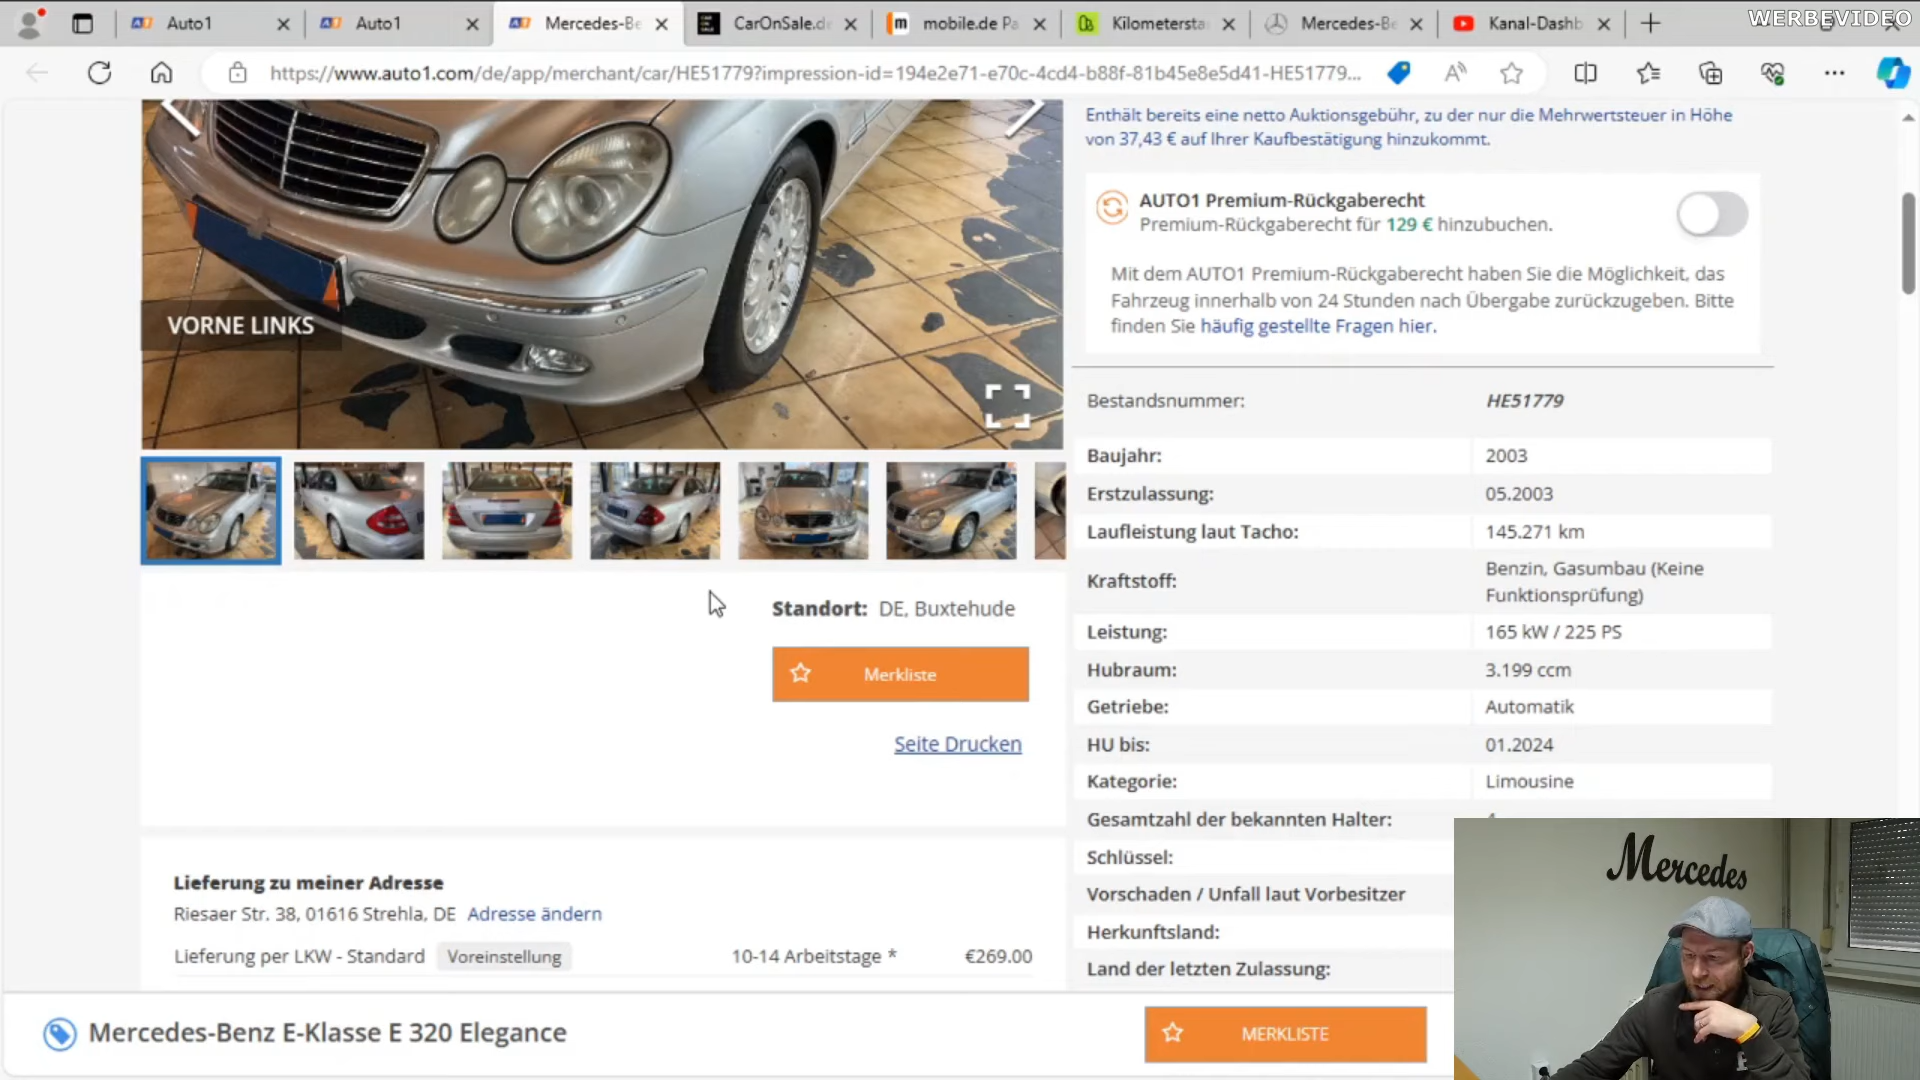 Auto1
Auto1
Mercedes-Be
CarOnSale.d
mobile.de Pa
Kilometersta
Mercedes-Be
Kanal-Dashb
WERBEVIDEO
https://www.auto1.com/de/app/merchant/car/HE51779?impression-id=194e2e71-e70c-4cd4-b88f-81b45e8e5d41-HE51779...
VORNE LINKS
Standort: DE, Buxtehude
Merkliste
Seite Drucken
Lieferung zu meiner Adresse
Riesaer Str. 38, 01616 Strehla, DE Adresse ändern
Lieferung per LKW - Standard Voreinstellung 10-14 Arbeitstage * €269.00
Enthält bereits eine netto Auktionsgebühr, zu der nur die Mehrwertsteuer in Höhe
von 37,43 € auf Ihrer Kaufbestätigung hinzukommt.
AUTO1 Premium-Rückgaberecht
Premium-Rückgaberecht für 129 € hinzubuchen.
Mit dem AUTO1 Premium-Rückgaberecht haben Sie die Möglichkeit, das
Fahrzeug innerhalb von 24 Stunden nach Übergabe zurückzugeben. Bitte
finden Sie häufig gestellte Fragen hier.
Bestandsnummer: HE51779
Baujahr: 2003
Erstzulassung: 05.2003
Laufleistung laut Tacho: 145.271 km
Kraftstoff: Benzin, Gasumbau (Keine
Funktionsprüfung)
Leistung: 165 kW / 225 PS
Hubraum: 3.199 ccm
Getriebe: Automatik
HU bis: 01.2024
Kategorie: Limousine
Gesamtzahl der bekannten Halter:
Schlüssel:
Vorschaden / Unfall laut Vorbesitzer
Herkunftsland:
Land der letzten Zulassung:
Mercedes
Mercedes-Benz E-Klasse E 320 Elegance
MERKLISTE